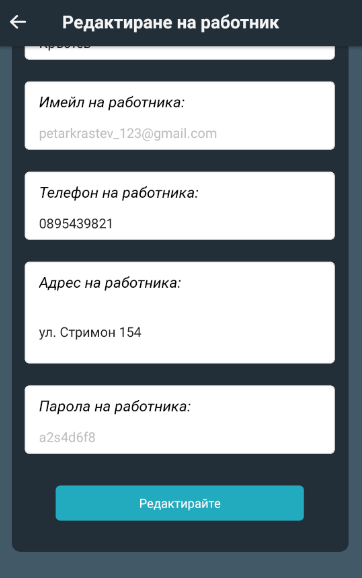 Редактиране на работник
Кръстев
Имейл на работника:
petarkrastev_123@gmail.com
Телефон на работника:
0895439821
Адрес на работника:
ул. Стримон 154
Парола на работника:
a2s4d6f8
Редактирайте